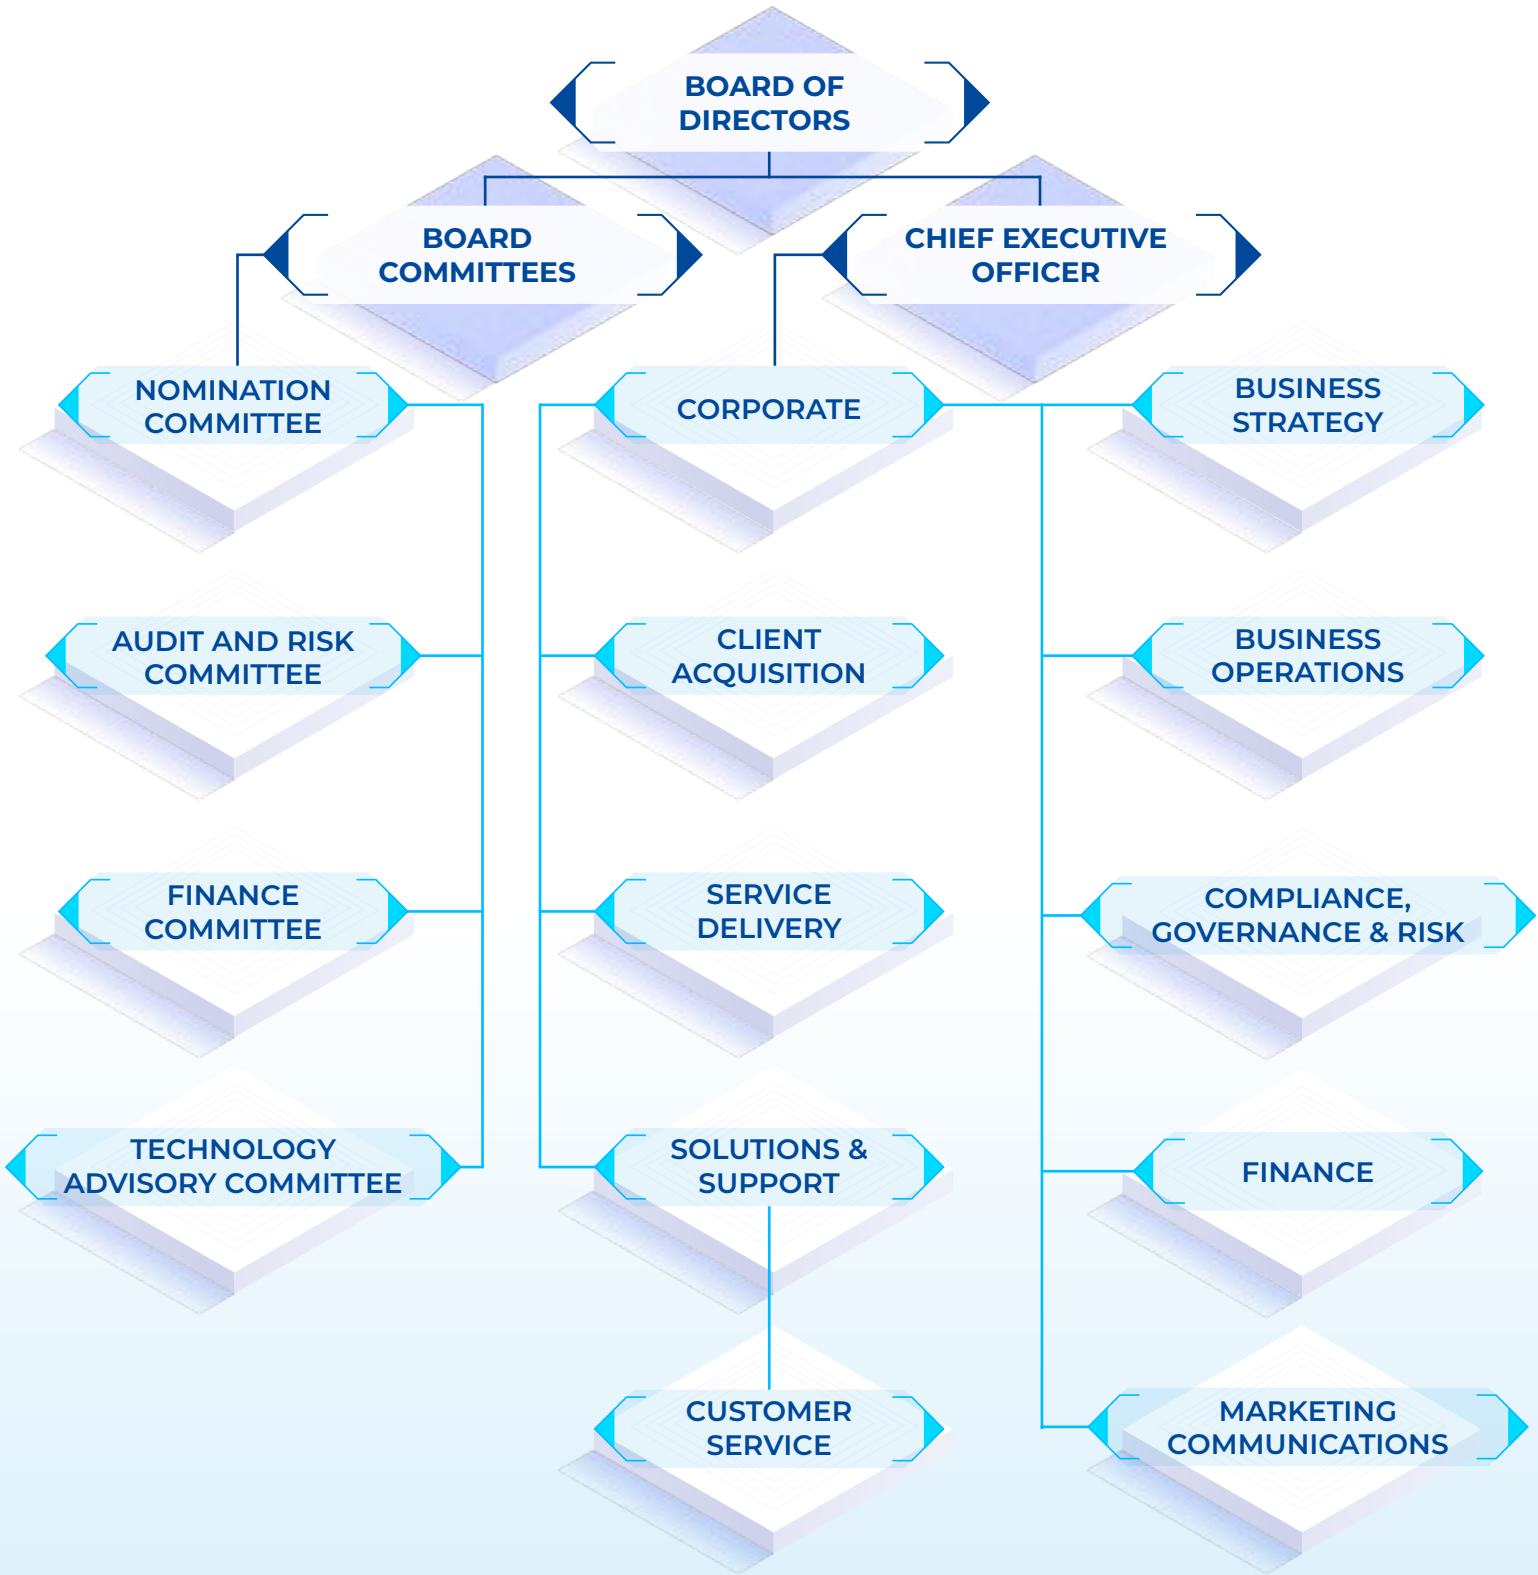 BOARD OF
DIRECTORS
BOARD
COMMITTEES
CHIEF EXECUTIVE
OFFICER
NOMINATION
COMMITTEE
CORPORATE
BUSINESS
STRATEGY
AUDIT AND RISK
COMMITTEE
CLIENT
ACQUISITION
BUSINESS
OPERATIONS
FINANCE
COMMITTEE
SERVICE
DELIVERY
COMPLIANCE,
GOVERNANCE & RISK
TECHNOLOGY
ADVISORY COMMITTEE
SOLUTIONS &
SUPPORT
FINANCE
CUSTOMER
SERVICE
MARKETING
COMMUNICATIONS